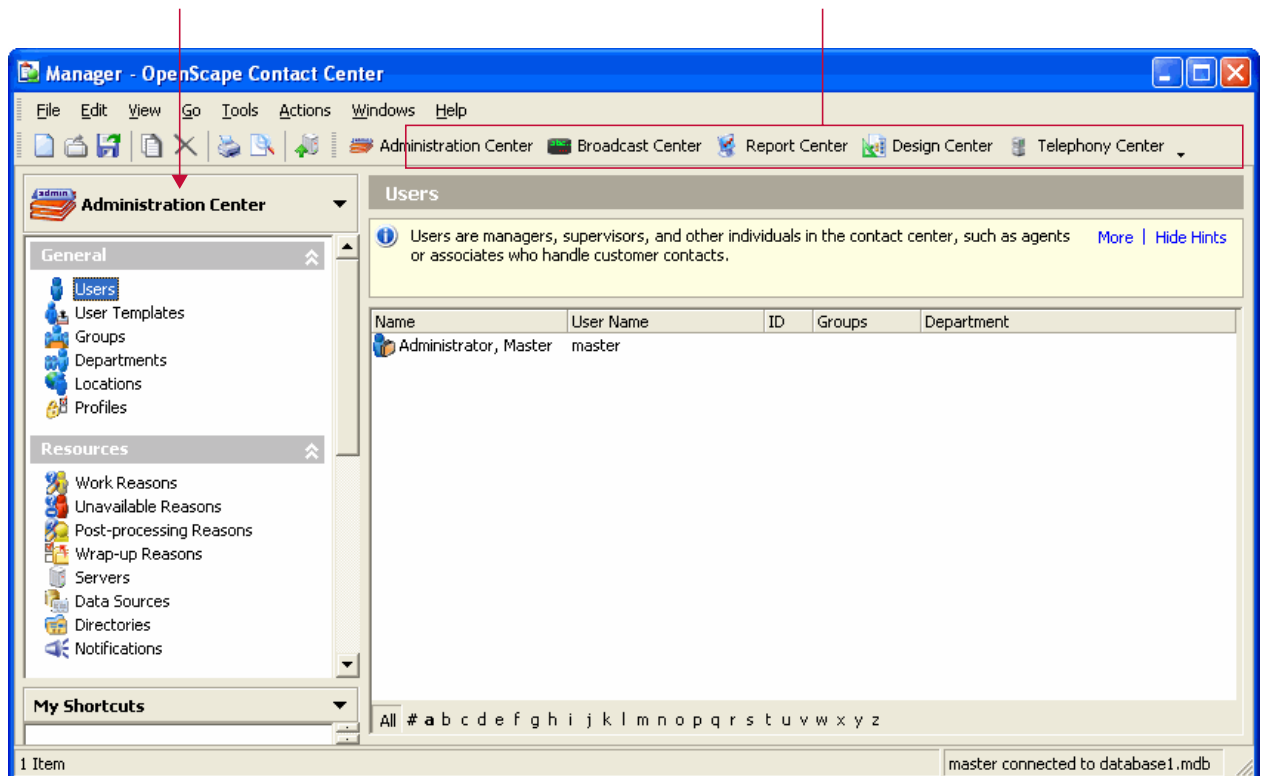 Manager - OpenScape Contact Center
File Edit View Go Tools Actions Windows Help
Administration Center Broadcast Center Report Center Design Center Telephony Center
admin
Administration Center
General
Users
User Templates
Groups
Departments
Locations
Profiles
Resources
Work Reasons
Unavailable Reasons
Post-processing Reasons
Wrap-up Reasons
Servers
Data Sources
Directories
Notifications
My Shortcuts
Users
Users are managers, supervisors, and other individuals in the contact center, such as agents
or associates who handle customer contacts.
More | Hide Hints
Name User Name ID Groups Department
Administrator, Master master
All # a b c d e f g h i j k l m n o p q r s t u v w x y z
1 Item
master connected to database1.mdb